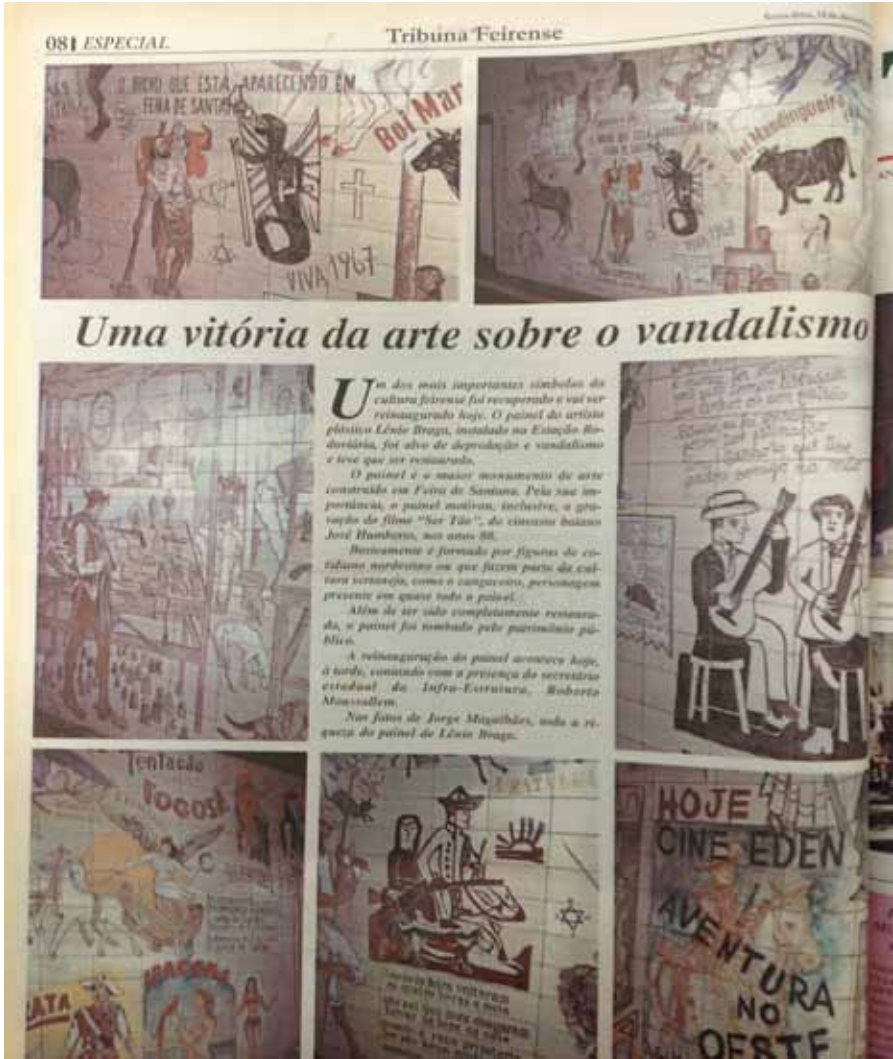 08 ESPECIAL
Tribuna Feirense
O BICHO QUE ESTÁ APARECENDO EM
FEIRA DE SANTANA
Boi Man
VIVA 1967
Boi Mandingueiro
VIVA 1967
Uma vitória da arte sobre o vandalismo
Um dos mais importantes símbolos da
cultura feirense foi recuperado e vai ser
reinaugurado hoje. O painel do artista
plástico Lênio Braga, instalado na Estação Ro-
doviária, foi alvo de depredação e vandalismo
e teve que ser restaurado.
O painel é o maior monumento de arte
construído em Feira de Santana. Pela sua im-
portância, o painel motivou, inclusive, a gra-
vação do filme "Ser Tão", do cineasta baiano
José Humberto, nos anos 80.
Basicamente é formado por figuras do co-
tidiano nordestino ou que fazem parte da cul-
tura sertaneja, como o cangaceiro, personagem
presente em quase todo o painel.
Além de ter sido completamente restaura-
do, o painel foi tombado pelo patrimônio pú-
blico.
A reinauguração do painel acontece hoje,
à tarde, contando com a presença do secretário
estadual de Infra-Estrutura, Roberto
Moussallem.
Nas fotos de Jorge Magalhães, toda a ri-
queza do painel de Lênio Braga.
Tentação
FOGOSA
HOJE
CINE EDEN
AVENTURA
NO
OESTE